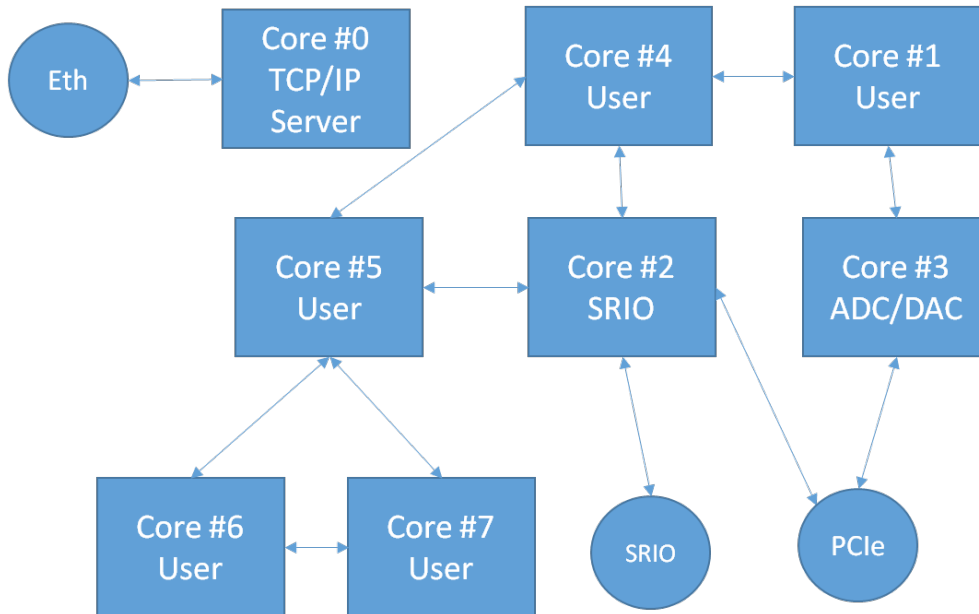 Eth
Core #0
TCP/IP
Server
Core #4
User
Core #1
User
Core #5
User
Core #2
SRIO
Core #3
ADC/DAC
Core #6
User
Core #7
User
SRIO
PCIe